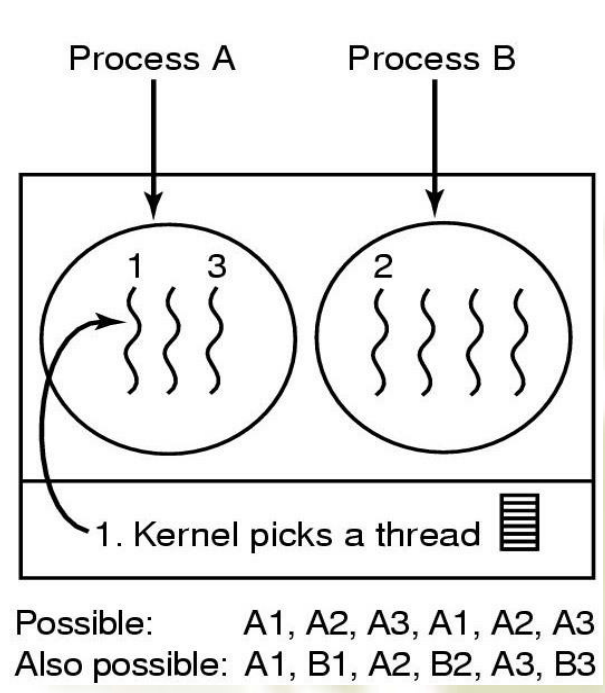 Process A Process B
1 3 2
1. Kernel picks a thread
Possible: A1, A2, A3, A1, A2, A3
Also possible: A1, B1, A2, B2, A3, B3